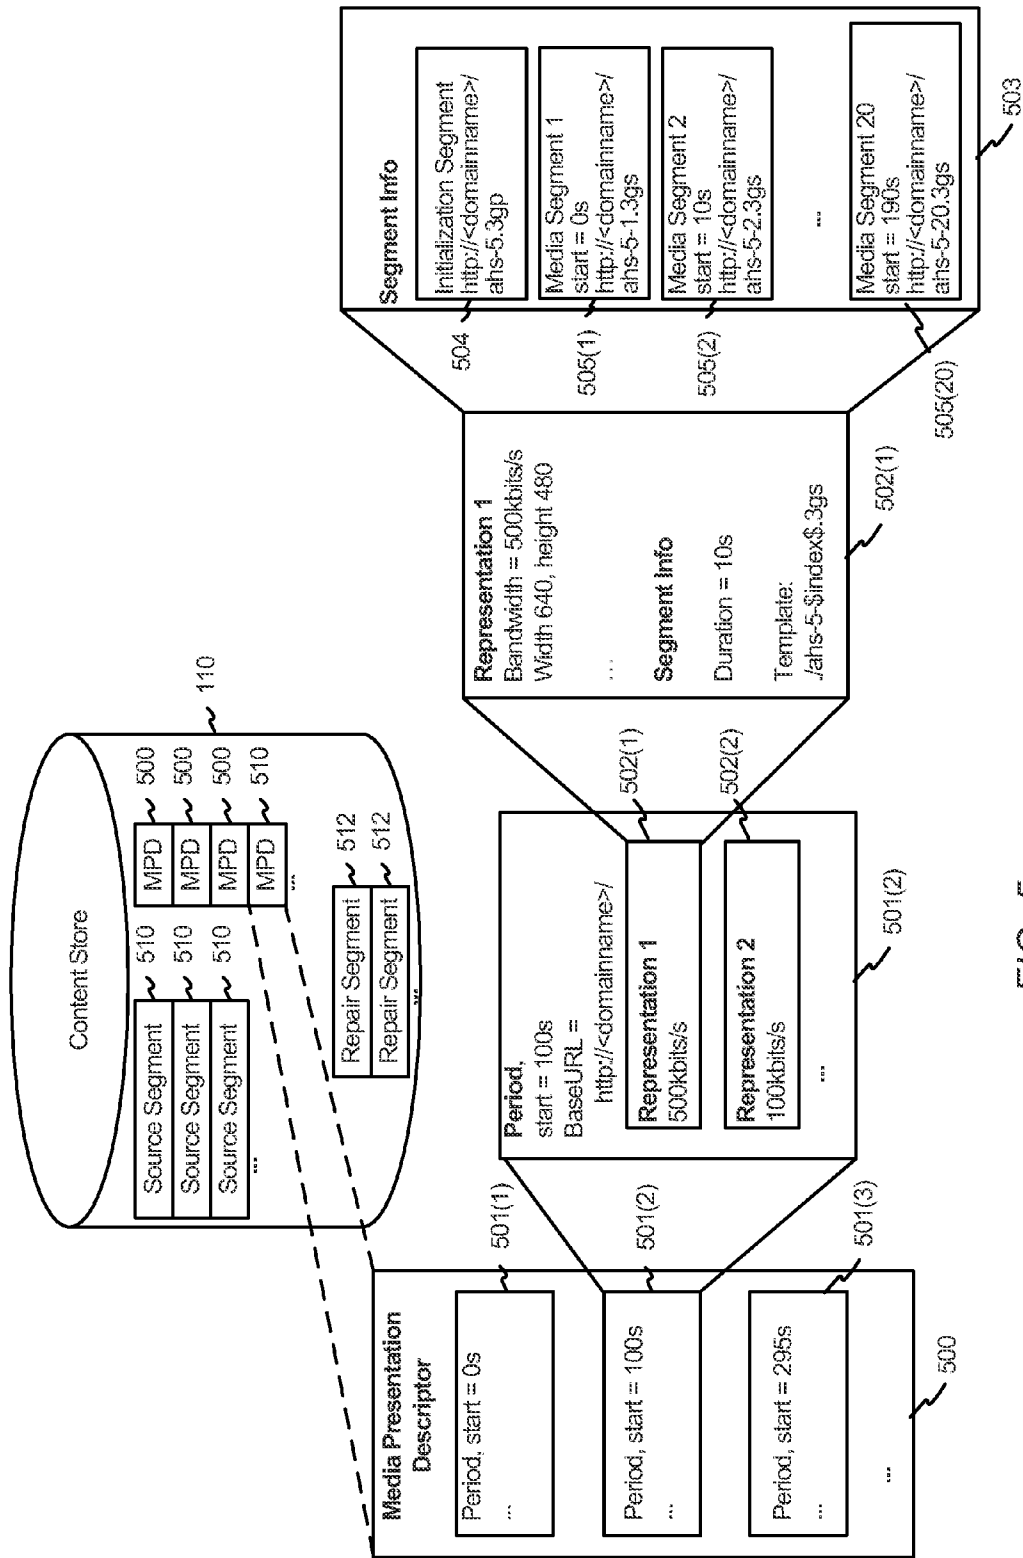 Content Store
110
Source Segment
510
Source Segment
510
Source Segment
510
...
MPD
500
MPD
500
MPD
500
MPD
510
...
Repair Segment
512
Repair Segment
512
...
Media Presentation
Descriptor
Period, start = 0s
...
501(1)
Period, start = 100s
...
501(2)
Period, start = 295s
...
501(3)
...
500
Period,
start = 100s
BaseURL =
http://<domainname>/
Representation 1
500kbits/s
502(1)
Representation 2
100kbits/s
502(2)
...
501(2)
Representation 1
Bandwidth = 500kbits/s
Width 640, height 480
...
Segment Info
Duration = 10s
Template:
./ahs-5-$index$.3gs
502(1)
Segment Info
Initialization Segment
http://<domainname>/
ahs-5.3gp
504
Media Segment 1
start = 0s
http://<domainname>/
ahs-5-1.3gs
505(1)
Media Segment 2
start = 10s
http://<domainname>/
ahs-5-2.3gs
505(2)
...
Media Segment 20
start = 190s
http://<domainname>/
ahs-5-20.3gs
505(20)
503